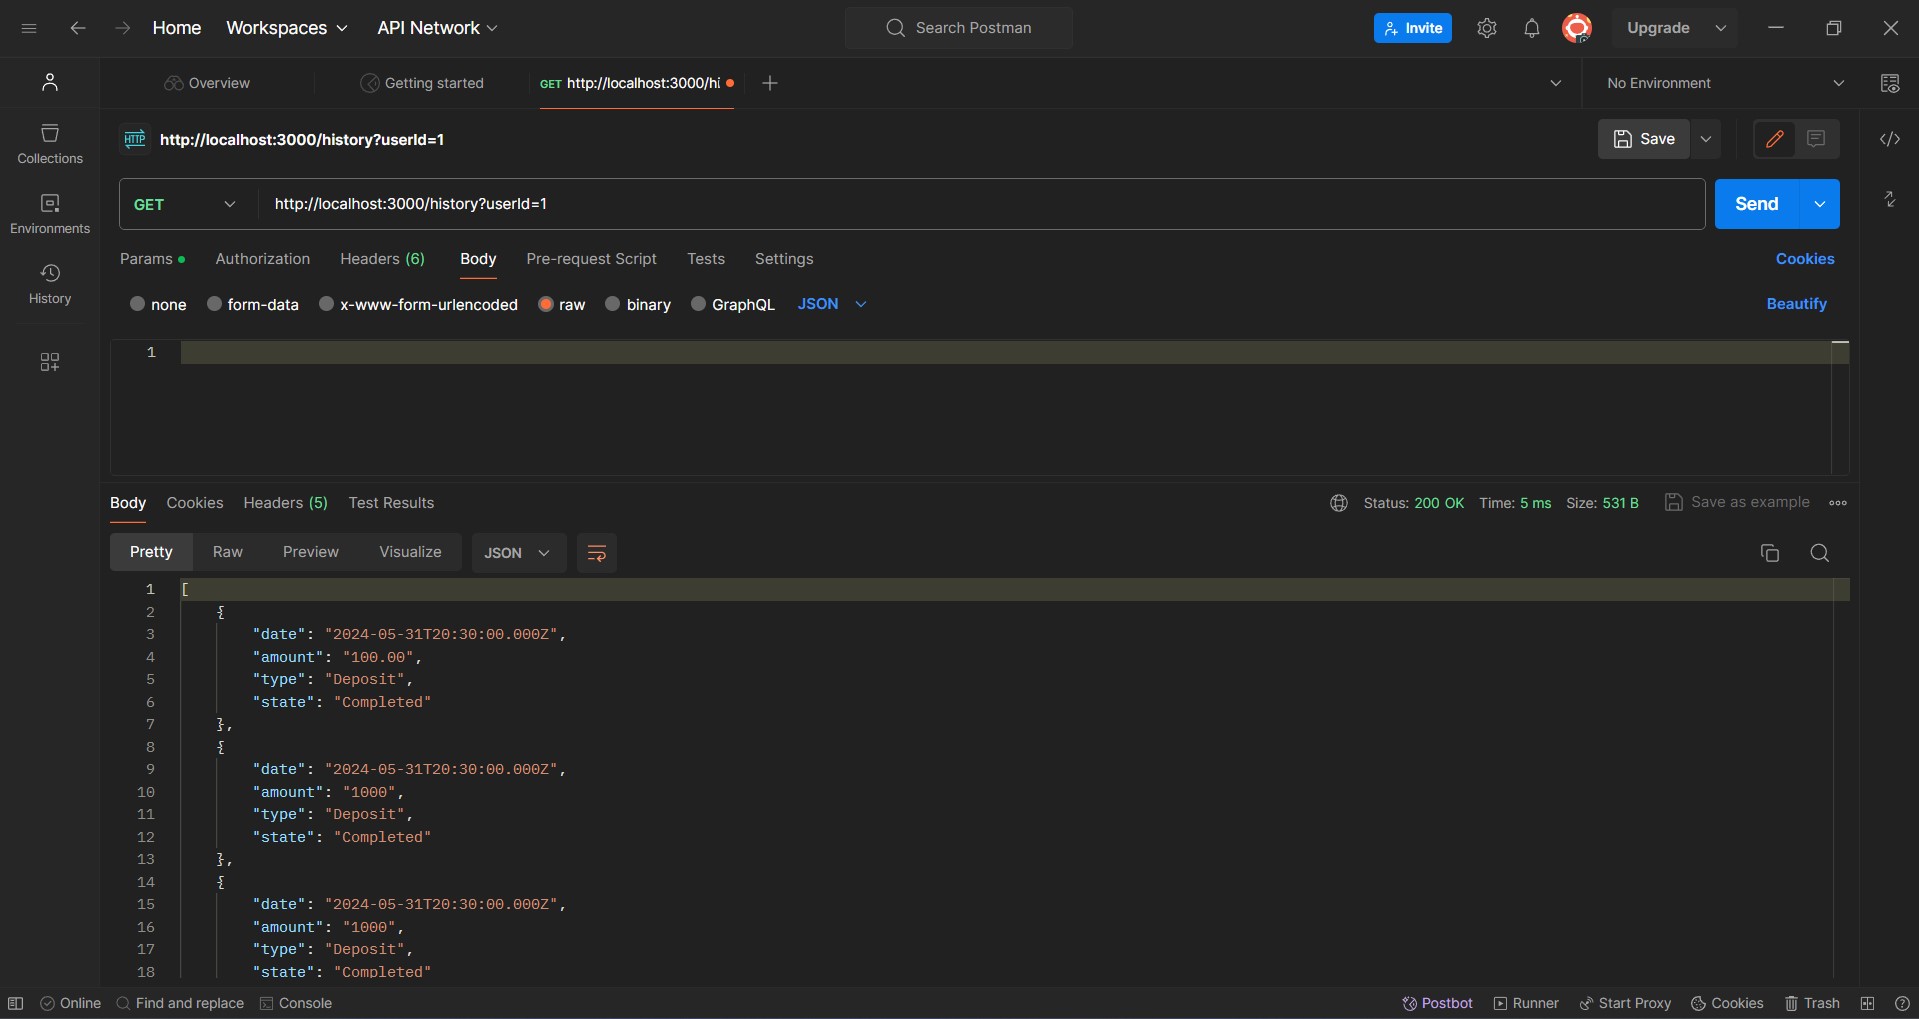 Home Workspaces API Network Search Postman Invite Upgrade
Overview Getting started GET http://localhost:3000/hi No Environment
HTTP http://localhost:3000/history?userId=1 Save
Collections
GET http://localhost:3000/history?userId=1 Send
Environments
Params Authorization Headers (6) Body Pre-request Script Tests Settings Cookies
History
none form-data x-www-form-urlencoded raw binary GraphQL JSON Beautify
1
Body Cookies Headers (5) Test Results Status: 200 OK Time: 5 ms Size: 531 B Save as example
Pretty Raw Preview Visualize JSON
1 [
2 {
3 "date": "2024-05-31T20:30:00.000Z",
4 "amount": "100.00",
5 "type": "Deposit",
6 "state": "Completed"
7 },
8 {
9 "date": "2024-05-31T20:30:00.000Z",
10 "amount": "1000",
11 "type": "Deposit",
12 "state": "Completed"
13 },
14 {
15 "date": "2024-05-31T20:30:00.000Z",
16 "amount": "1000",
17 "type": "Deposit",
18 "state": "Completed"
Online Find and replace Console Postbot Runner Start Proxy Cookies Trash